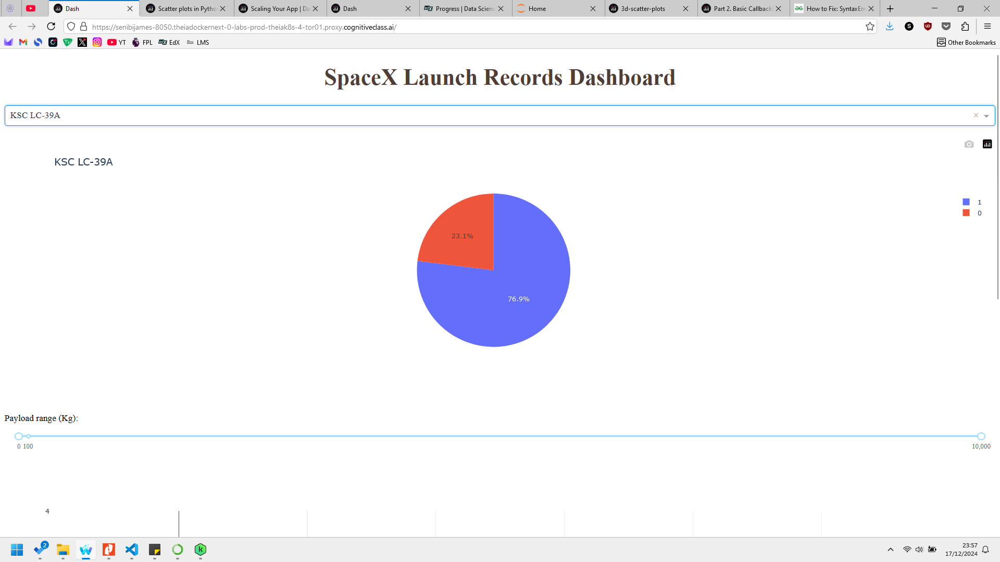 Dash
Scatter plots in Pytho
Scaling Your App | Da
Dash
Progress | Data Scienc
Home
3d-scatter-plots
Part 2. Basic Callbacks
How to Fix: SyntaxErr
https://senibijames-8050.theiadockernext-0-labs-prod-theiak8s-4-tor01.proxy.cognitiveclass.ai/
YT
FPL
EdX
LMS
Other Bookmarks
SpaceX Launch Records Dashboard
KSC LC-39A
KSC LC-39A
1
0
23.1%
76.9%
Payload range (Kg):
0 100
10,000
4
2
23:57
17/12/2024